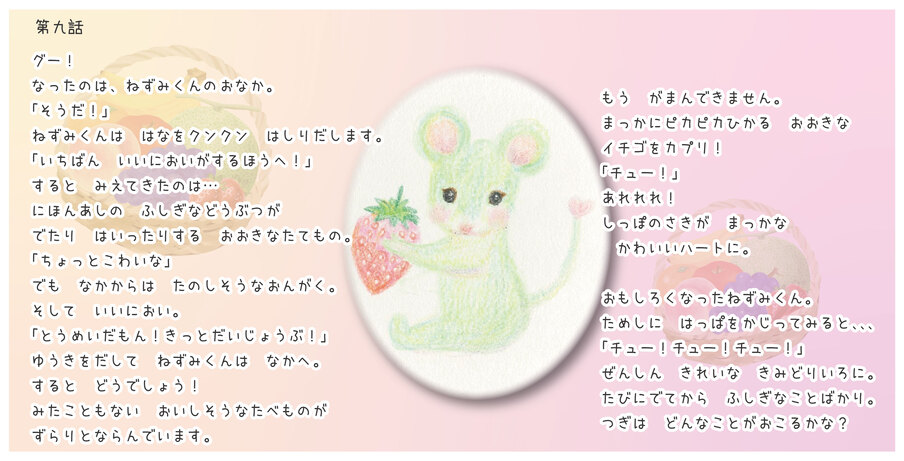 第九話
グー！
なったのは、ねずみくんのおなか。
「そうだ！」
ねずみくんは　はなをクンクン　はしりだします。
「いちばん　いいにおいがするほうへ！」
すると　みえてきたのは…
にほんあしの　ふしぎなどうぶつが
でたり　はいったりする　おおきなたてもの。
「ちょっとこわいな」
でも　なかからは　たのしそうなおんがく。
そして　いいにおい。
「とうめいだもん！きっとだいじょうぶ！」
ゆうきをだして　ねずみくんは　なかへ。
すると　どうでしょう！
みたこともない　おいしそうなたべものが
ずらりとならんでいます。
もう　がまんできません。
まっかにピカピカひかる　おおきな
イチゴをカプリ！
「チュー！」
あれれれ！
しっぽのさきが　まっかな
かわいいハートに。
おもしろくなったねずみくん。
ためしに　はっぱをかじってみると、、、
「チュー！チュー！チュー！」
ぜんしん　きれいな　きみどりいろに。
たびにでてから　ふしぎなことばかり。
つぎは　どんなことがおこるかな？